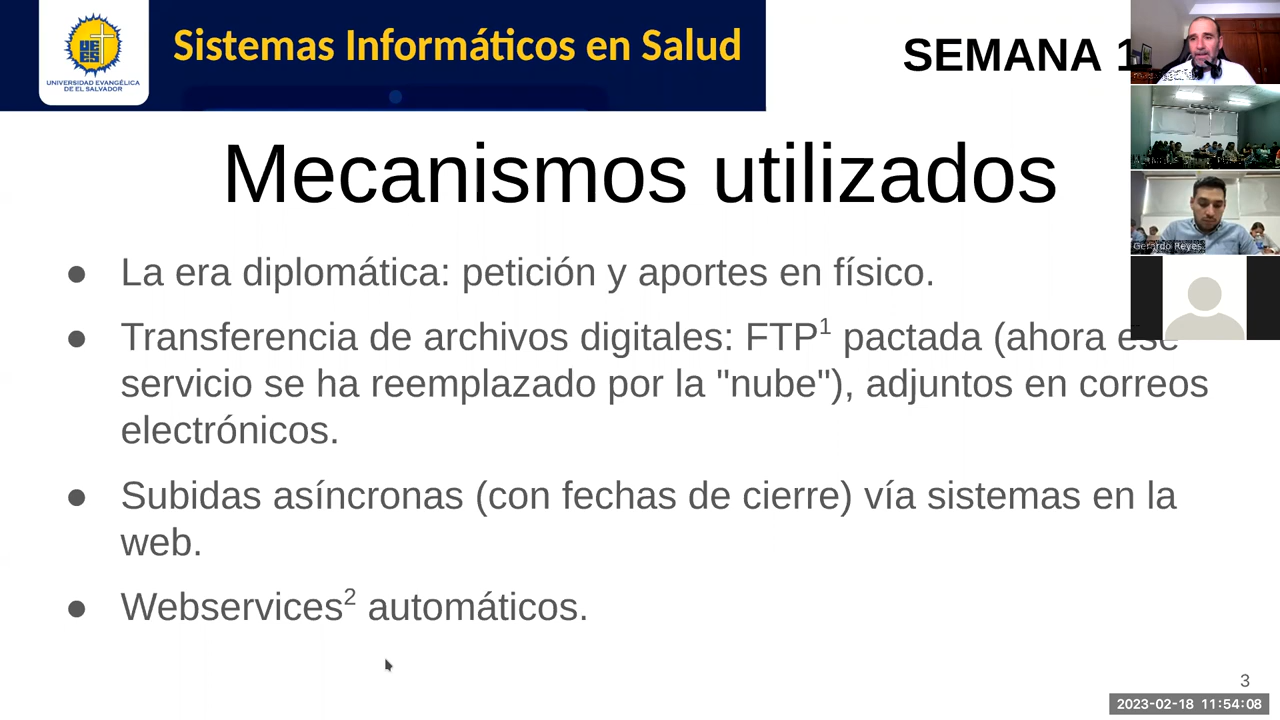 Sistemas Informáticos en Salud
SEMANA 1
UNIVERSIDAD EVANGÉLICA
DE EL SALVADOR
Mecanismos utilizados
● La era diplomática: petición y aportes en físico.
● Transferencia de archivos digitales: FTP1 pactada (ahora ese
servicio se ha reemplazado por la "nube"), adjuntos en correos
electrónicos.
● Subidas asíncronas (con fechas de cierre) vía sistemas en la
web.
● Webservices2 automáticos.
Gerardo Reyes
3
2023-02-18 11:54:08